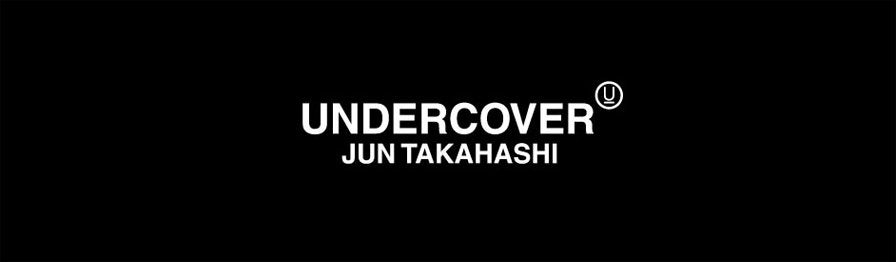 UNDERCOVER Ⓤ
JUN TAKAHASHI